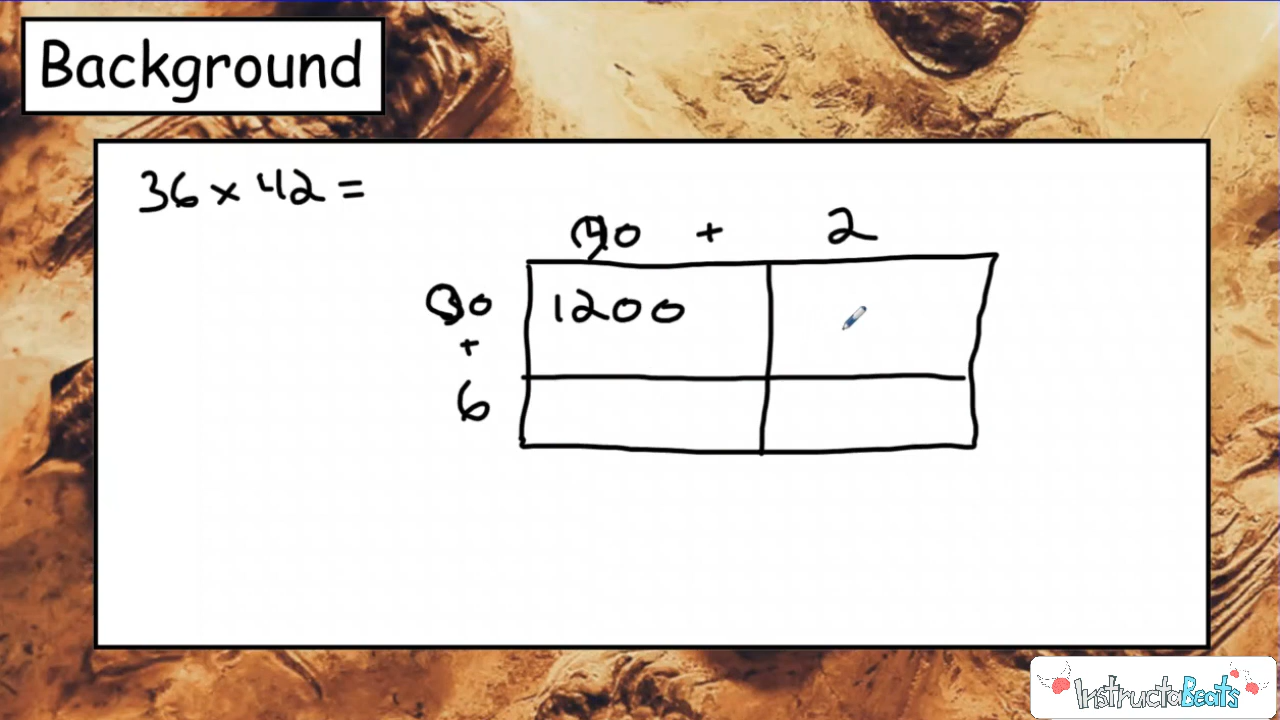 Background
36 x 42 =
40 + 2
30 1200
+
6
InstructaBeats